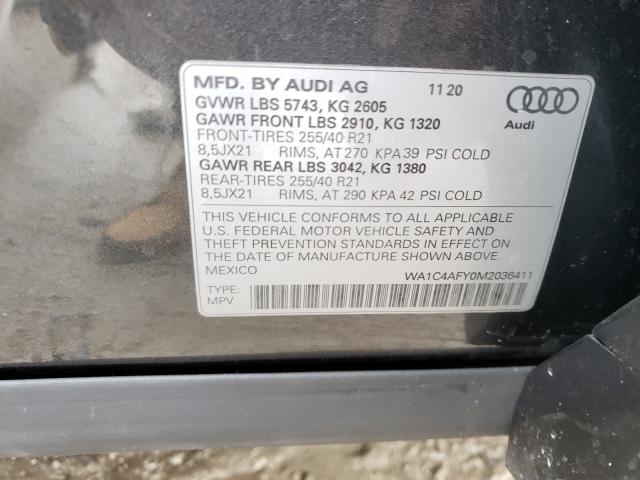 MFD. BY AUDI AG 11 20
GVWR LBS 5743, KG 2605
GAWR FRONT LBS 2910, KG 1320
FRONT-TIRES 255/40 R21
8,5JX21 RIMS, AT 270 KPA 39 PSI COLD
GAWR REAR LBS 3042, KG 1380
REAR-TIRES 255/40 R21
8,5JX21 RIMS, AT 290 KPA 42 PSI COLD
Audi
THIS VEHICLE CONFORMS TO ALL APPLICABLE
U.S. FEDERAL MOTOR VEHICLE SAFETY AND
THEFT PREVENTION STANDARDS IN EFFECT ON
THE DATE OF MANUFACTURE SHOWN ABOVE.
MEXICO WA1C4AFY0M2036411
TYPE:
MPV